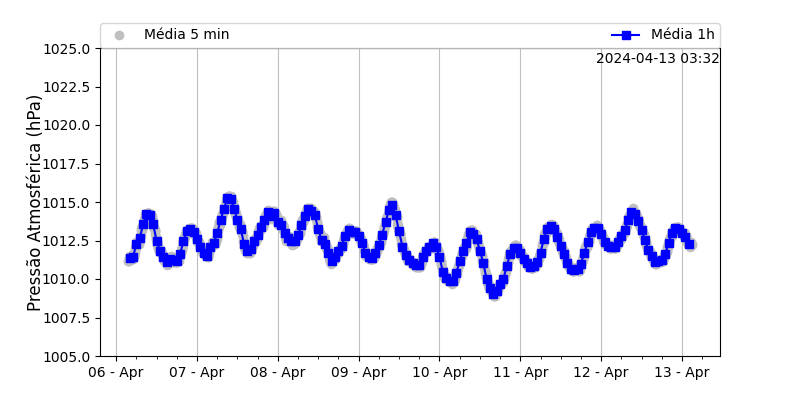 Média 5 min
Média 1h
2024-04-13 03:32
Pressão Atmosférica (hPa)
1025.0
1022.5
1020.0
1017.5
1015.0
1012.5
1010.0
1007.5
1005.0
06 - Apr 07 - Apr 08 - Apr 09 - Apr 10 - Apr 11 - Apr 12 - Apr 13 - Apr